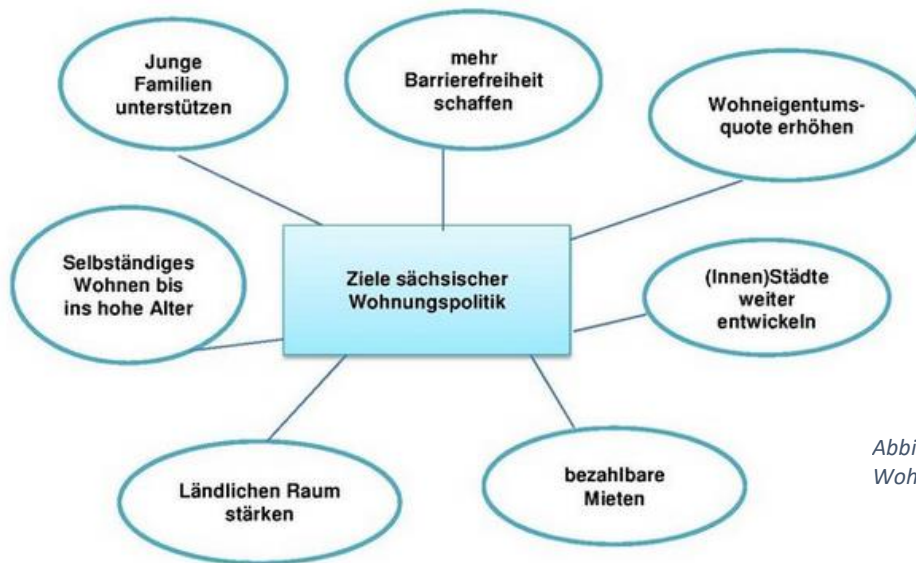 Junge
Familien
unterstützen
mehr
Barrierefreiheit
schaffen
Wohneigentums-
quote erhöhen
Selbständiges
Wohnen bis
ins hohe Alter
Ziele sächsischer
Wohnungspolitik
(Innen)Städte
weiter
entwickeln
Ländlichen Raum
stärken
bezahlbare
Mieten
Abbi
Woh